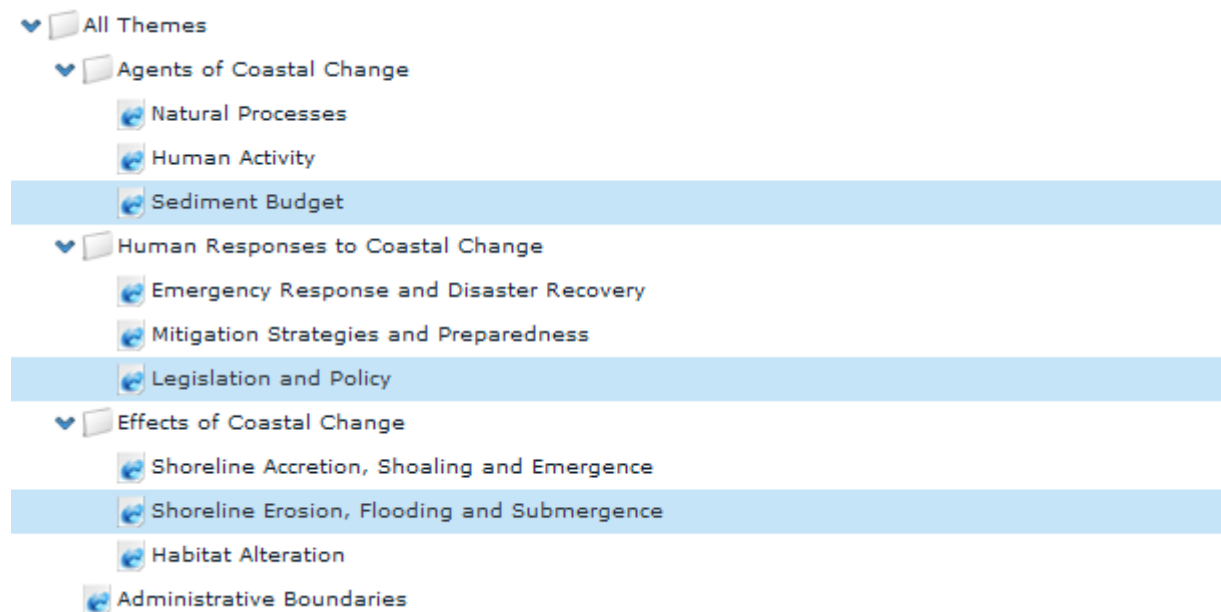 All Themes
Agents of Coastal Change
Natural Processes
Human Activity
Sediment Budget
Human Responses to Coastal Change
Emergency Response and Disaster Recovery
Mitigation Strategies and Preparedness
Legislation and Policy
Effects of Coastal Change
Shoreline Accretion, Shoaling and Emergence
Shoreline Erosion, Flooding and Submergence
Habitat Alteration
Administrative Boundaries